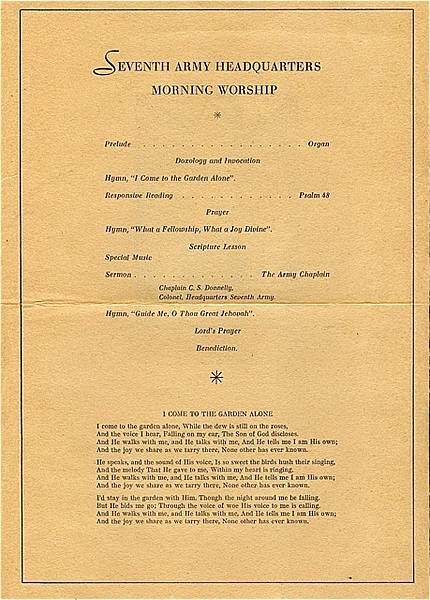 SEVENTH ARMY HEADQUARTERS
MORNING WORSHIP
*
Prelude . . . . . . . . . . . . . . . . . . Organ
Doxology and Invocation
Hymn, "I Come to the Garden Alone".
Responsive Reading . . . . . . . . . . . . Psalm 48
Prayer
Hymn, "What a Fellowship, What a Joy Divine".
Scripture Lesson
Special Music
Sermon . . . . . . . . . . . . . The Army Chaplain
Chaplain C. S. Donnelly,
Colonel, Headquarters Seventh Army.
Hymn, "Guide Me, O Thou Great Jehovah".
Lord's Prayer
Benediction.
*
I COME TO THE GARDEN ALONE
I come to the garden alone, While the dew is still on the roses,
And the voice I hear, Falling on my ear, The Son of God discloses.
And He walks with me, and He talks with me, And He tells me I am His own;
And the joy we share as we tarry there, None other has ever known.
He speaks, and the sound of His voice, Is so sweet the birds hush their singing,
And the melody That He gave to me, Within my heart is ringing.
And He walks with me, and He talks with me, And He tells me I am His own;
And the joy we share as we tarry there, None other has ever known.
I'd stay in the garden with Him. Though the night around me be falling.
But He bids me go; Through the voice of woe His voice to me is calling.
And He walks with me, and He talks with me, And He tells me I am His own;
And the joy we share as we tarry there, None other has ever known.